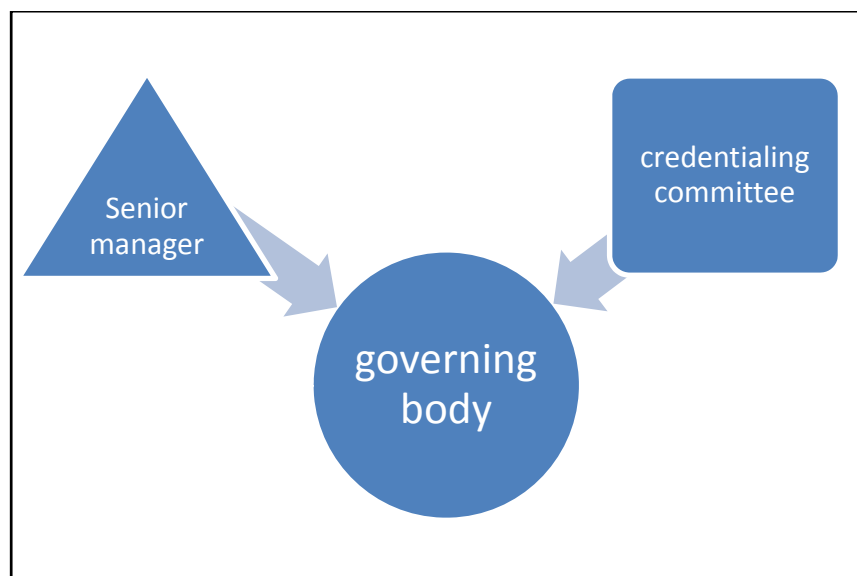 Senior
manager
credentialing
committee
governing
body